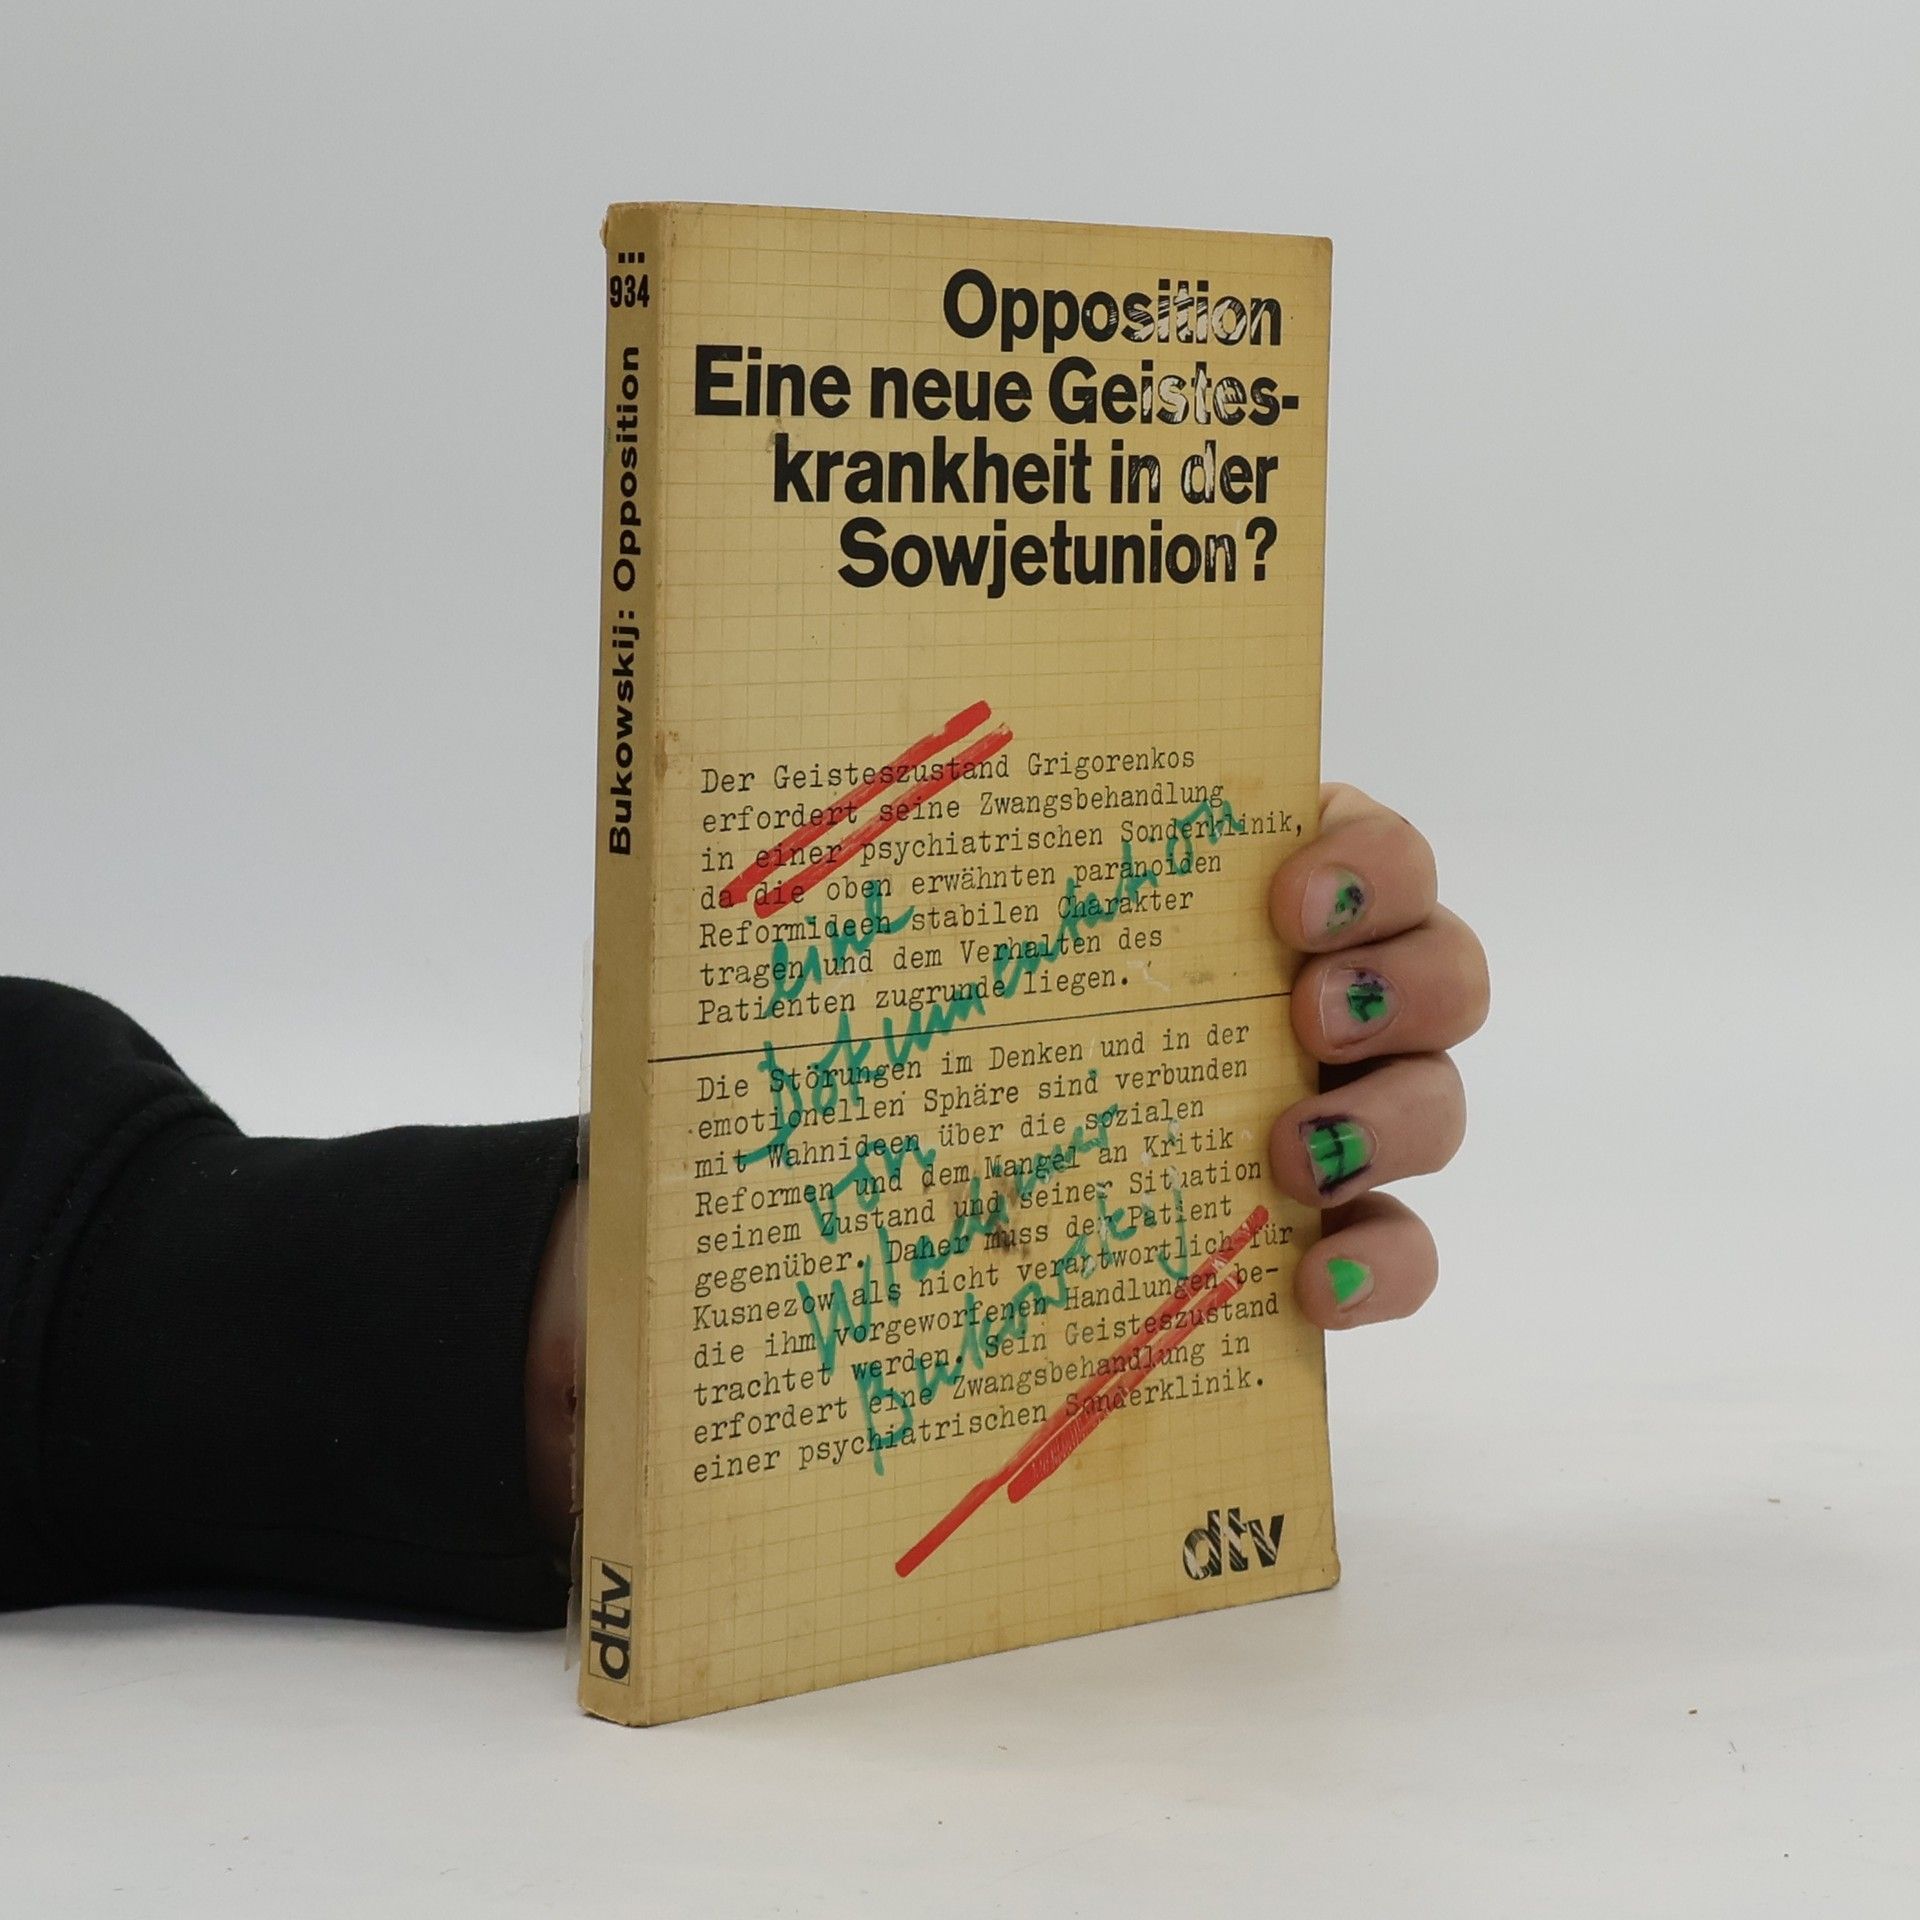 934
Bukowskij: Opposition
dtv
Opposition
Eine neue Geistes-
krankheit in der
Sowjetunion?
Der Geisteszustand Grigorenkos
erfordert seine Zwangsbehandlung
in einer psychiatrischen Sonderklinik,
da die oben erwähnten paranoiden
Reformideen stabilen Charakter
tragen und dem Verhalten des
Patienten zugrunde liegen.
Die Störungen im Denken und in der
emotionellen Sphäre sind verbunden
mit Wahnideen über die sozialen
Reformen und dem Mangel an Kritik
seinem Zustand und seiner Situation
gegenüber. Daher muss der Patient
Kusnezow als nicht verantwortlich für
die ihm vorgeworfenen Handlungen be-
trachtet werden. Sein Geisteszustand
erfordert eine Zwangsbehandlung in
einer psychiatrischen Sonderklinik.
eine
Dokumentation
von
Wladimir
Bukowskij
dtv